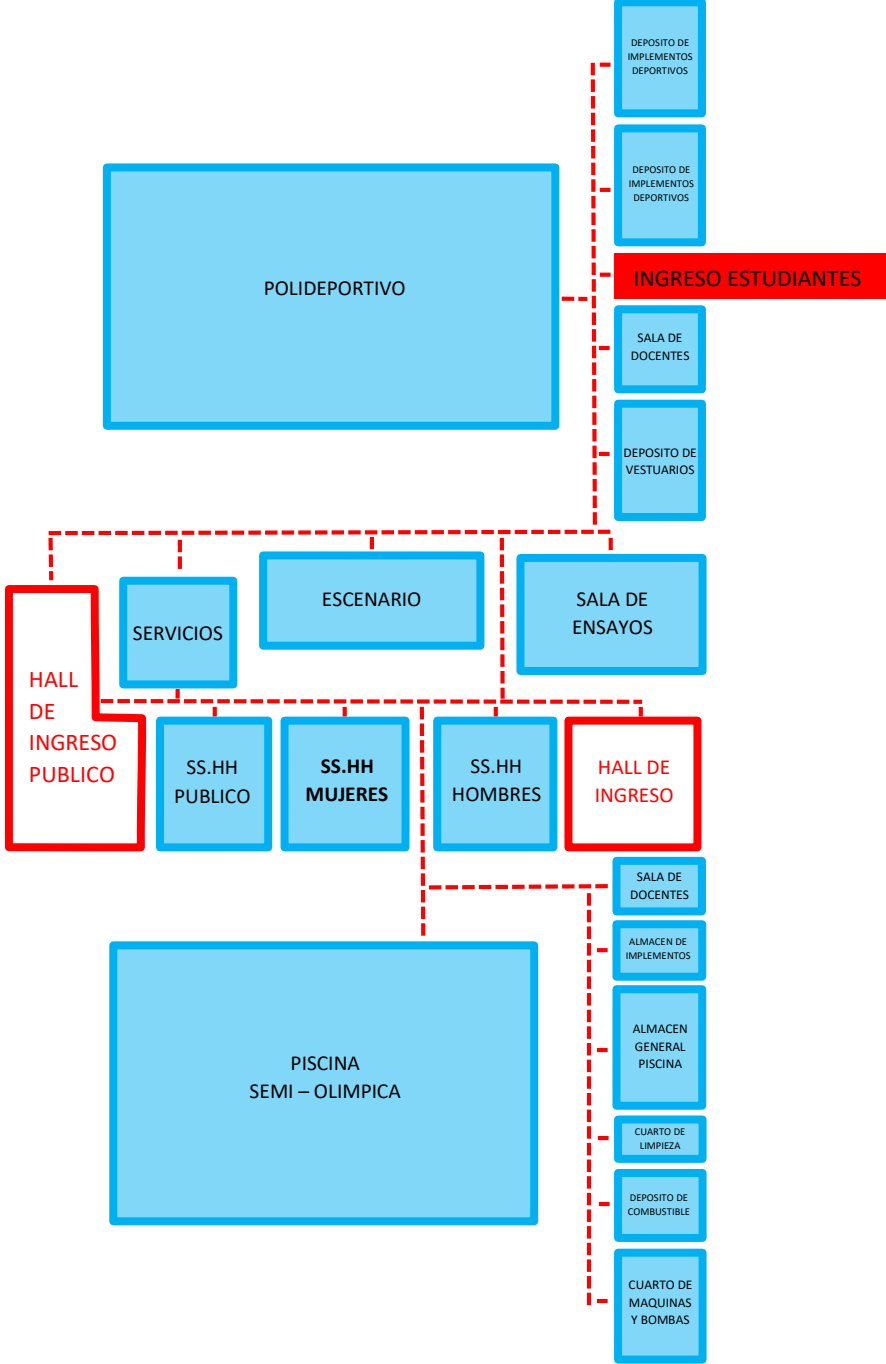 DEPOSITO DE
IMPLEMENTOS
DEPORTIVOS
DEPOSITO DE
IMPLEMENTOS
DEPORTIVOS
POLIDEPORTIVO
INGRESO ESTUDIANTES
SALA DE
DOCENTES
DEPOSITO DE
VESTUARIOS
SERVICIOS
ESCENARIO
SALA DE
ENSAYOS
HALL
DE
INGRESO
PUBLICO
SS.HH
PUBLICO
SS.HH
MUJERES
SS.HH
HOMBRES
HALL DE
INGRESO
SALA DE
DOCENTES
ALMACEN DE
IMPLEMENTOS
ALMACEN
GENERAL
PISCINA
PISCINA
SEMI – OLIMPICA
CUARTO DE
LIMPIEZA
DEPOSITO DE
COMBUSTIBLE
CUARTO DE
MAQUINAS
Y BOMBAS